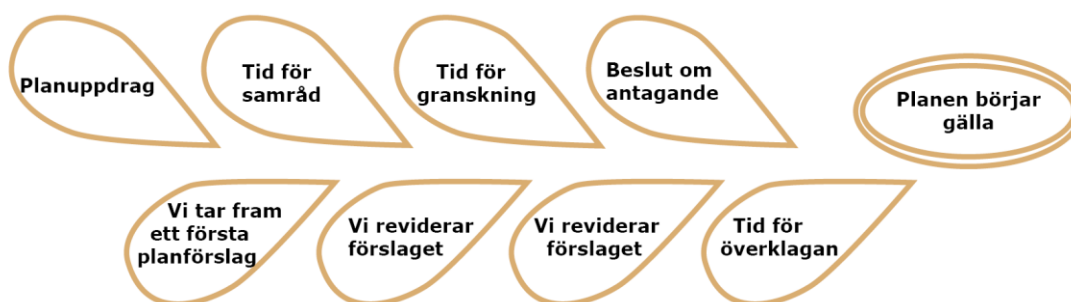 Planuppdrag
Tid för
samråd
Tid för
granskning
Beslut om
antagande
Planen börjar
gälla
Vi tar fram
ett första
planförslag
Vi reviderar
förslaget
Vi reviderar
förslaget
Tid för
överklagan